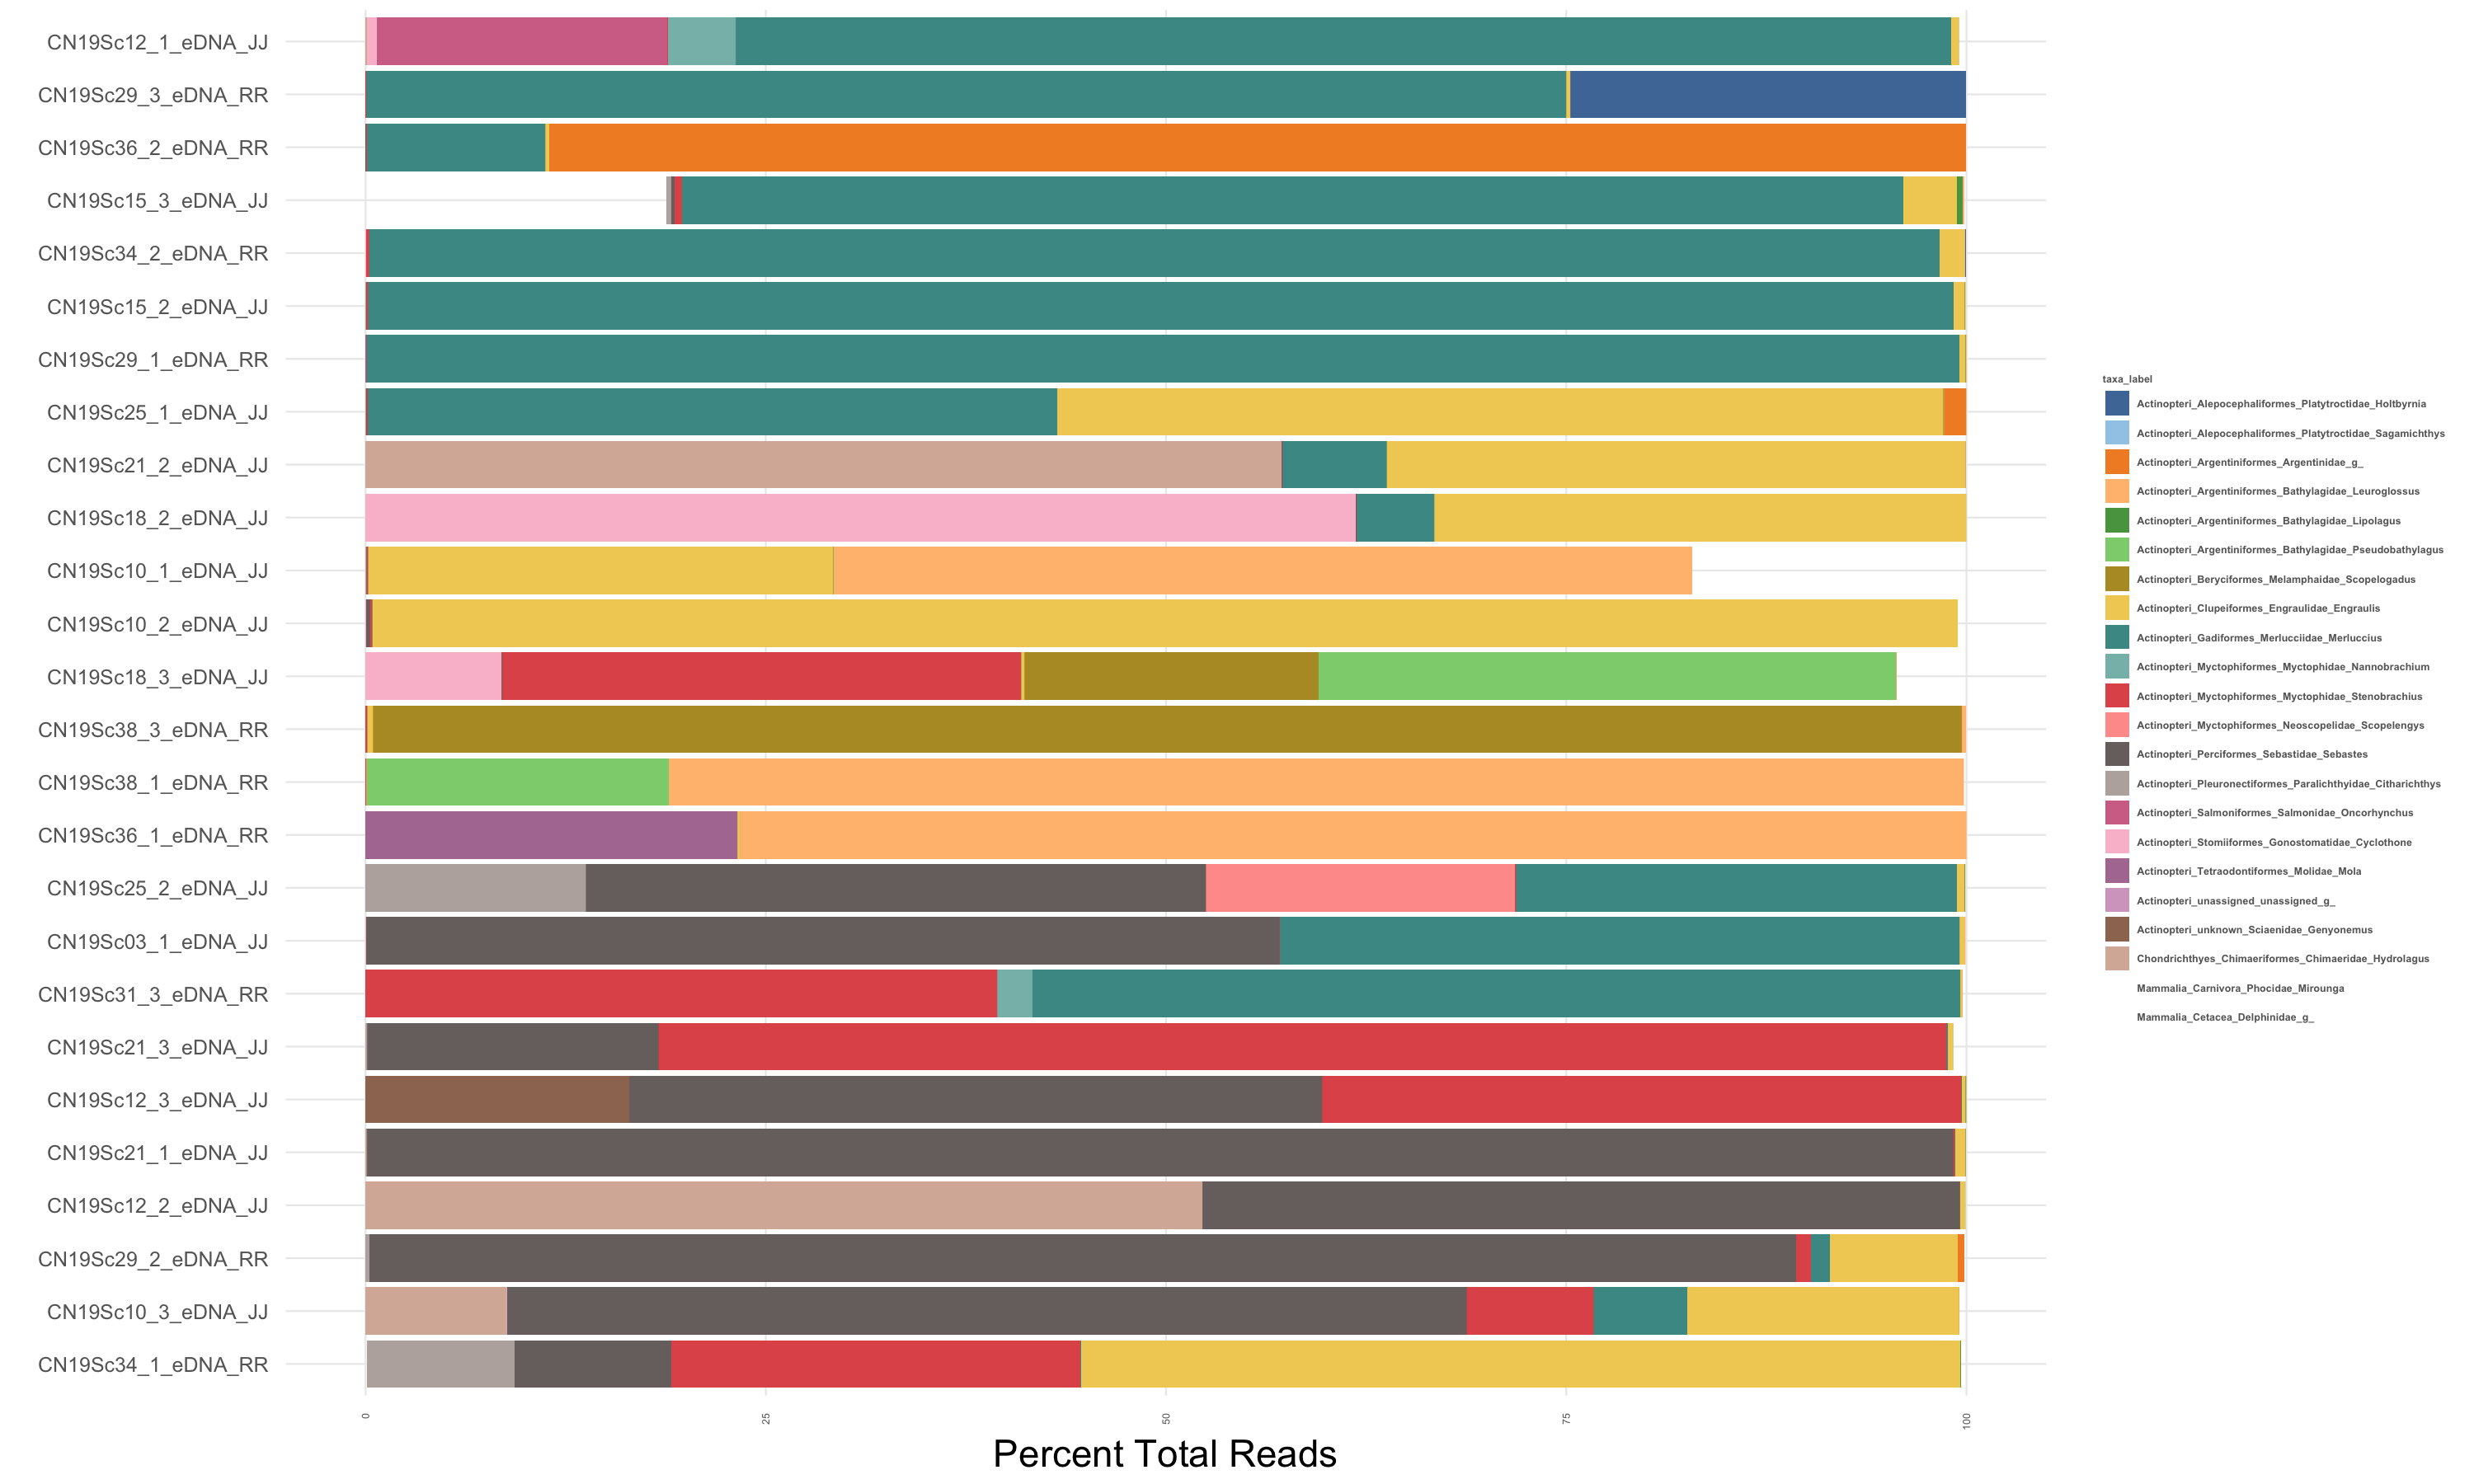 CN19Sc12_1_eDNA_JJ
CN19Sc29_3_eDNA_RR
CN19Sc36_2_eDNA_RR
CN19Sc15_3_eDNA_JJ
CN19Sc34_2_eDNA_RR
CN19Sc15_2_eDNA_JJ
CN19Sc29_1_eDNA_RR
CN19Sc25_1_eDNA_JJ
CN19Sc21_2_eDNA_JJ
CN19Sc18_2_eDNA_JJ
CN19Sc10_1_eDNA_JJ
CN19Sc10_2_eDNA_JJ
CN19Sc18_3_eDNA_JJ
CN19Sc38_3_eDNA_RR
CN19Sc38_1_eDNA_RR
CN19Sc36_1_eDNA_RR
CN19Sc25_2_eDNA_JJ
CN19Sc03_1_eDNA_JJ
CN19Sc31_3_eDNA_RR
CN19Sc21_3_eDNA_JJ
CN19Sc12_3_eDNA_JJ
CN19Sc21_1_eDNA_JJ
CN19Sc12_2_eDNA_JJ
CN19Sc29_2_eDNA_RR
CN19Sc10_3_eDNA_JJ
CN19Sc34_1_eDNA_RR
0 25 50 75 100
Percent Total Reads
taxa_label
Actinopteri_Alepocephaliformes_Platytroctidae_Holtbyrnia
Actinopteri_Alepocephaliformes_Platytroctidae_Sagamichthys
Actinopteri_Argentiniformes_Argentinidae_g_
Actinopteri_Argentiniformes_Bathylagidae_Leuroglossus
Actinopteri_Argentiniformes_Bathylagidae_Lipolagus
Actinopteri_Argentiniformes_Bathylagidae_Pseudobathylagus
Actinopteri_Beryciformes_Melamphaidae_Scopelogadus
Actinopteri_Clupeiformes_Engraulidae_Engraulis
Actinopteri_Gadiformes_Merlucciidae_Merluccius
Actinopteri_Myctophiformes_Myctophidae_Nannobrachium
Actinopteri_Myctophiformes_Myctophidae_Stenobrachius
Actinopteri_Myctophiformes_Neoscopelidae_Scopelengys
Actinopteri_Perciformes_Sebastidae_Sebastes
Actinopteri_Pleuronectiformes_Paralichthyidae_Citharichthys
Actinopteri_Salmoniformes_Salmonidae_Oncorhynchus
Actinopteri_Stomiiformes_Gonostomatidae_Cyclothone
Actinopteri_Tetraodontiformes_Molidae_Mola
Actinopteri_unassigned_unassigned_g_
Actinopteri_unknown_Sciaenidae_Genyonemus
Chondrichthyes_Chimaeriformes_Chimaeridae_Hydrolagus
Mammalia_Carnivora_Phocidae_Mirounga
Mammalia_Cetacea_Delphinidae_g_